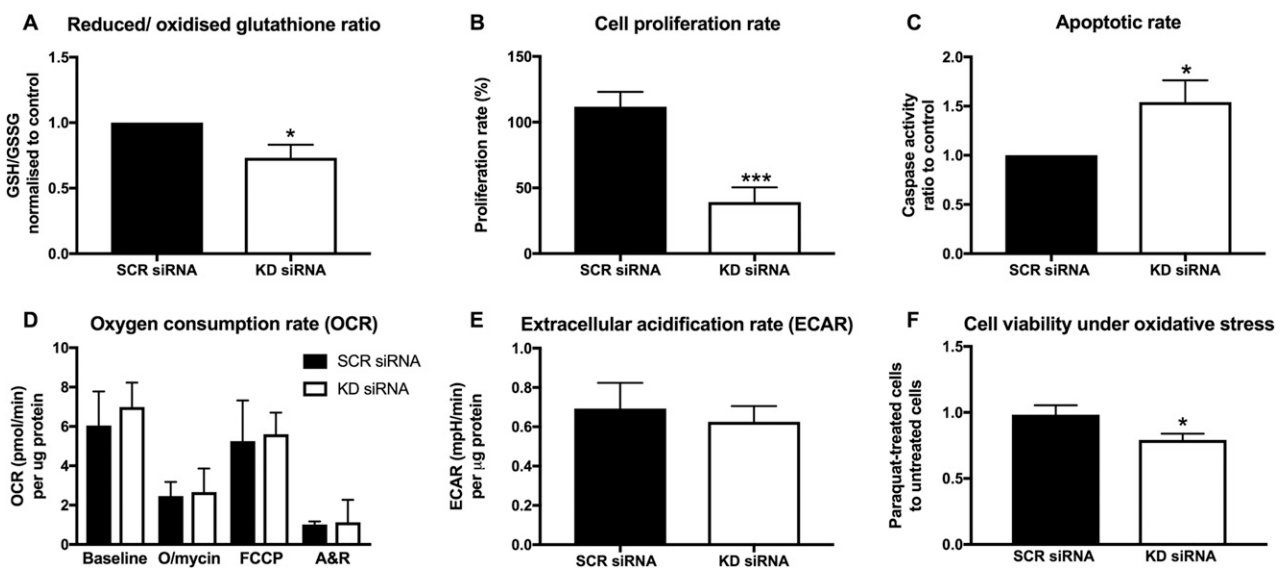 A Reduced/ oxidised glutathione ratio
GSH/GSSG
normalised to control
1.5
1.0
0.5
0.0
*
SCR siRNA KD siRNA
B Cell proliferation rate
Proliferation rate (%)
150
100
50
0
***
SCR siRNA KD siRNA
C Apoptotic rate
Caspase activity
ratio to control
2.0
1.5
1.0
0.5
0.0
*
SCR siRNA KD siRNA
D Oxygen consumption rate (OCR)
OCR (pmol/min)
per ug protein
10
8
6
4
2
0
SCR siRNA
KD siRNA
Baseline O/mycin FCCP A&R
E Extracellular acidification rate (ECAR)
ECAR (mpH/min)
per μg protein
1.0
0.8
0.6
0.4
0.2
0.0
SCR siRNA KD siRNA
F Cell viability under oxidative stress
Paraquat-treated cells
to untreated cells
1.5
1.0
0.5
0.0
*
SCR siRNA KD siRNA